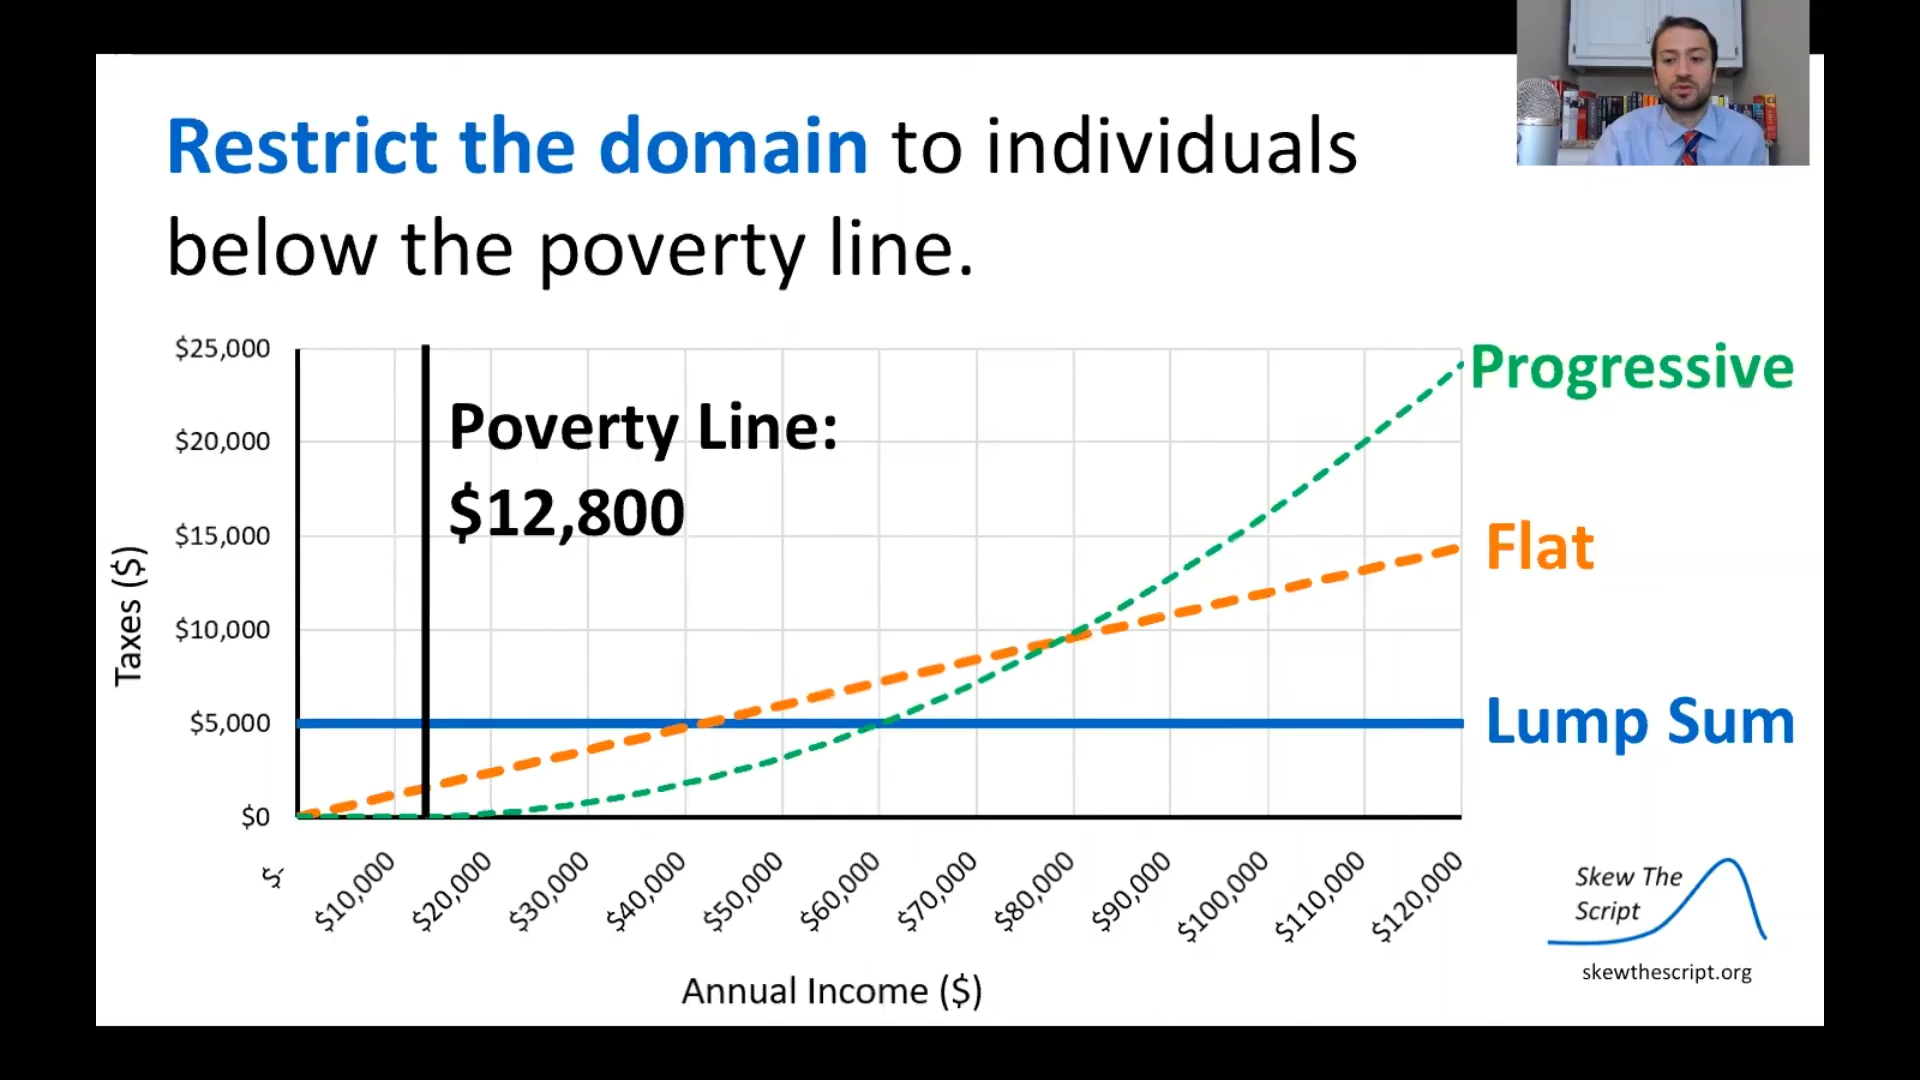 Restrict the domain to individuals
below the poverty line.
$25,000
$20,000
$15,000
$10,000
$5,000
$0
Taxes ($)
Poverty Line:
$12,800
Progressive
Flat
Lump Sum
$-
$10,000
$20,000
$30,000
$40,000
$50,000
$60,000
$70,000
$80,000
$90,000
$100,000
$110,000
$120,000
Annual Income ($)
Skew The
Script
skewthescript.org